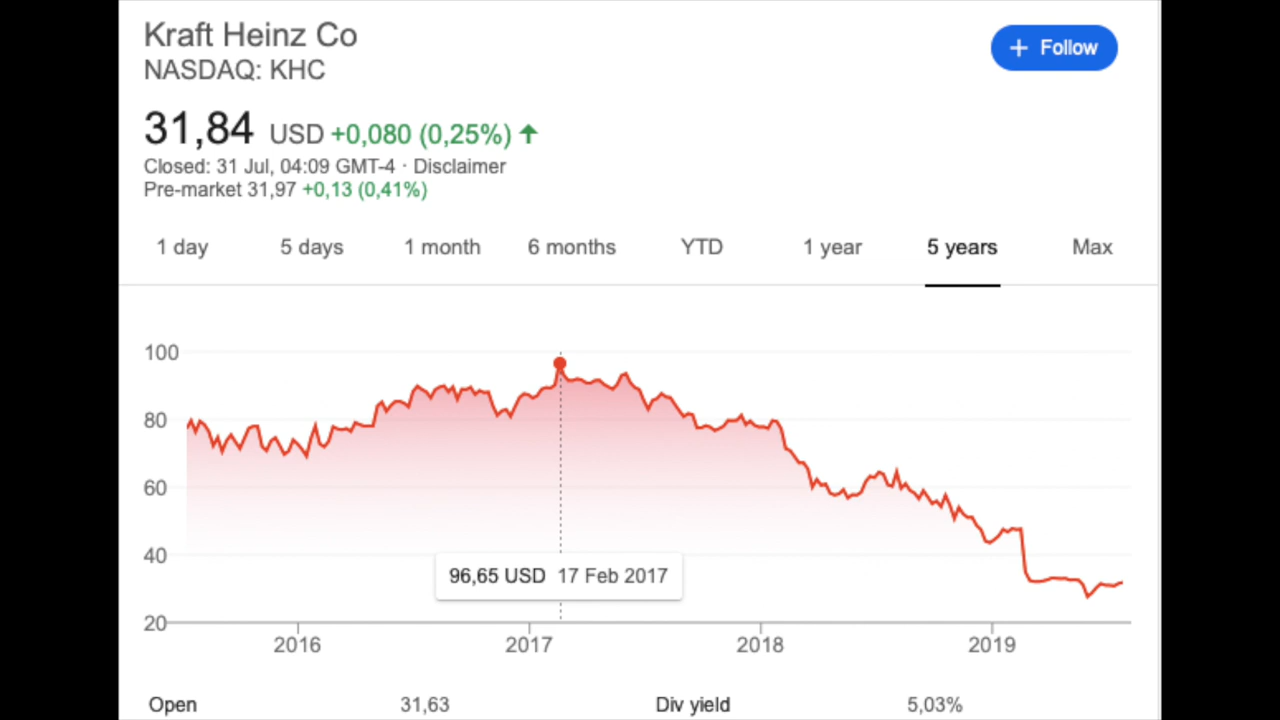 Kraft Heinz Co
+ Follow
NASDAQ: KHC
31,84 USD +0,080 (0,25%) ↑
Closed: 31 Jul, 04:09 GMT-4 · Disclaimer
Pre-market 31,97 +0,13 (0,41%)
1 day 5 days 1 month 6 months YTD 1 year 5 years Max
100
80
60
40
96,65 USD 17 Feb 2017
20
2016 2017 2018 2019
Open 31,63 Div yield 5,03%